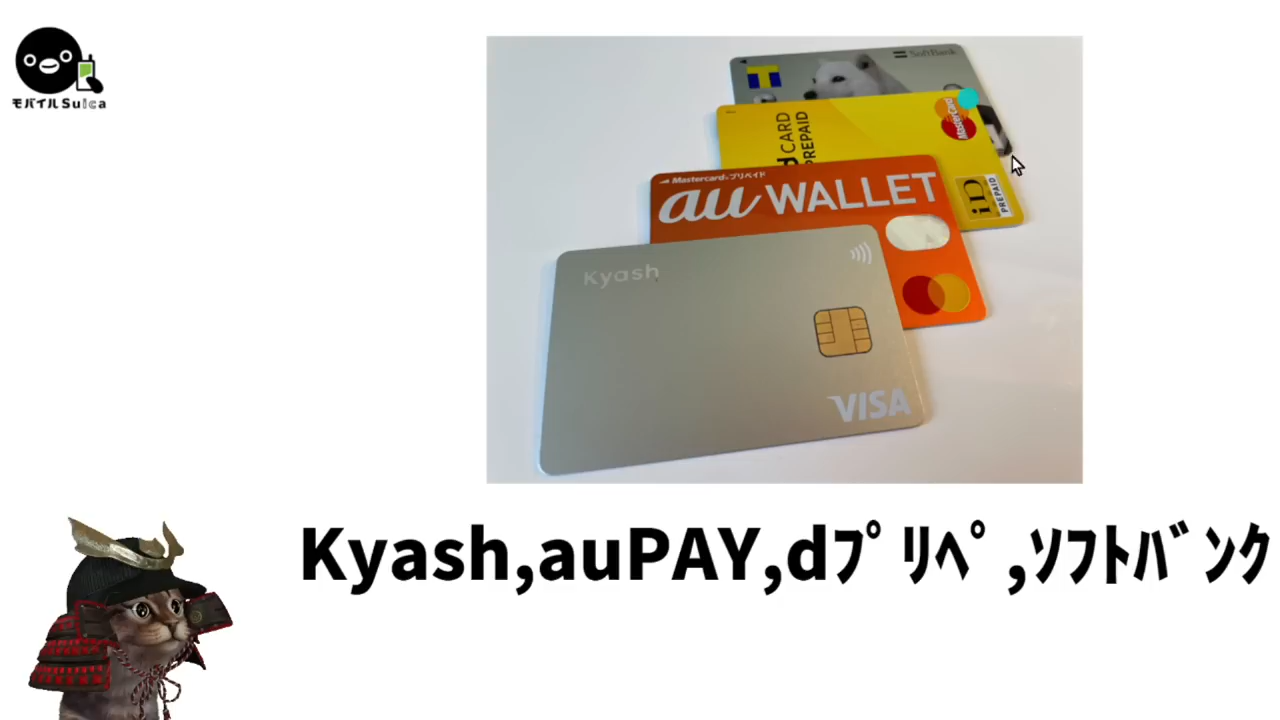 モバイルSuica
SoftBank
T
d CARD
PREPAID
MasterCard
iD
PREPAID
Mastercard プリペイド
au WALLET
Kyash
VISA
Kyash,auPAY,dﾌﾟﾘﾍﾟ,ｿﾌﾄﾊﾞﾝｸ